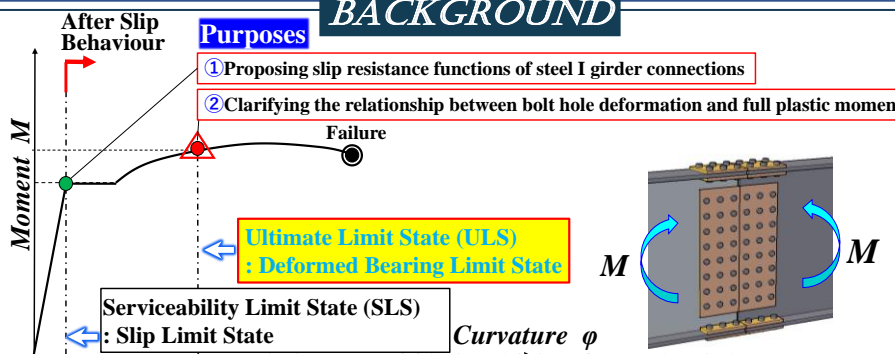 BACKGROUND
After Slip
Behaviour
Purposes
①Proposing slip resistance functions of steel I girder connections
②Clarifying the relationship between bolt hole deformation and full plastic momen
Failure
Moment M
Ultimate Limit State (ULS)
: Deformed Bearing Limit State
Serviceability Limit State (SLS)
: Slip Limit State
Curvature φ
M
M